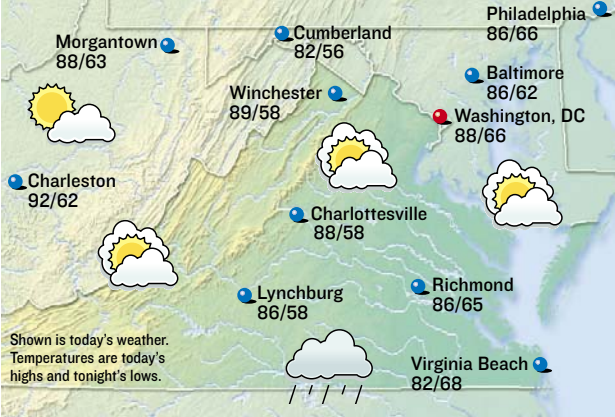 Philadelphia
86/66
Cumberland
82/56
Morgantown
88/63
Baltimore
86/62
Winchester
89/58
Washington, DC
88/66
Charleston
92/62
Charlottesville
88/58
Richmond
86/65
Lynchburg
86/58
Shown is today's weather.
Temperatures are today's
highs and tonight's lows.
Virginia Beach
82/68